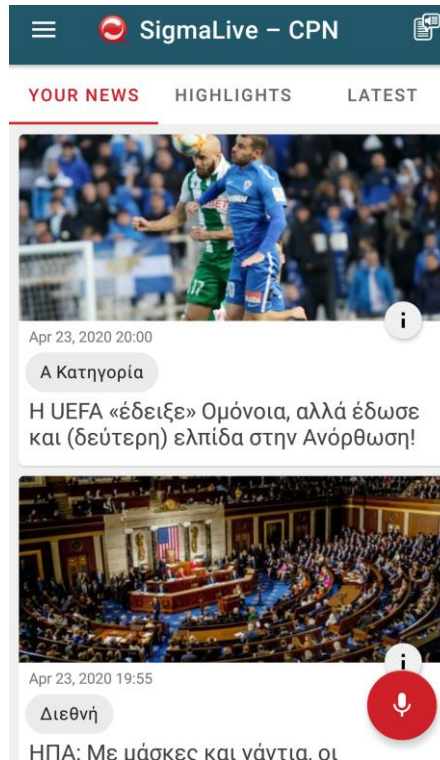 SigmaLive – CPN
YOUR NEWS HIGHLIGHTS LATEST
Apr 23, 2020 20:00
i
Α Κατηγορία
Η UEFA «έδειξε» Ομόνοια, αλλά έδωσε
και (δεύτερη) ελπίδα στην Ανόρθωση!
Apr 23, 2020 19:55
i
Διεθνή
ΗΠΑ: Με μάσκες και γάντια, οι